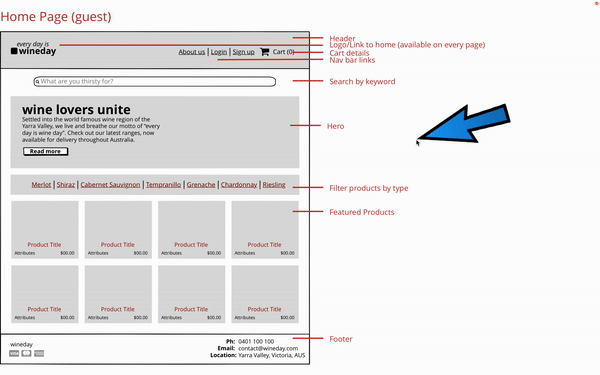 Home Page (guest)
every day is
wineday
About us | Login | Sign up
Cart (0)
Header
Logo/Link to home (available on every page)
Cart details
Nav bar links
What are you thirsty for?
Search by keyword
wine lovers unite
Settled into the world famous wine region of the
Yarra Valley, we live and breathe our motto of “every
day is wine day”. Check out our latest ranges, now
available for delivery throughout Australia.
Read more
Hero
Merlot | Shiraz | Cabernet Sauvignon | Tempranillo | Grenache | Chardonnay | Riesling
Filter products by type
Featured Products
Product Title
Attributes $00.00
Product Title
Attributes $00.00
Product Title
Attributes $00.00
Product Title
Attributes $00.00
Product Title
Attributes $00.00
Product Title
Attributes $00.00
Product Title
Attributes $00.00
Product Title
Attributes $00.00
wineday
Ph: 0401 100 100
Email: contact@wineday.com
Location: Yarra Valley, Victoria, AUS
Footer